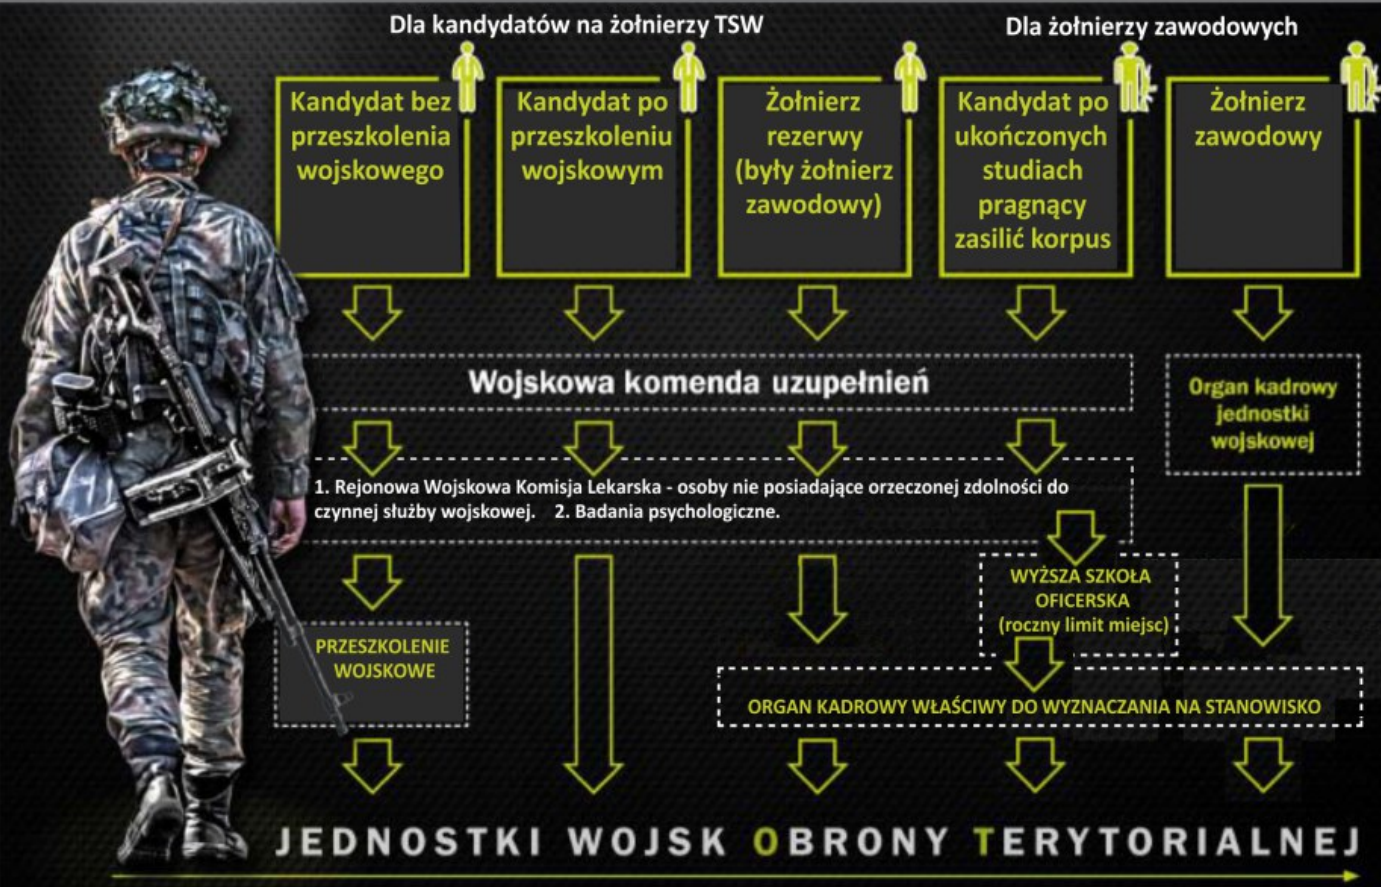 Dla kandydatów na żołnierzy TSW
Dla żołnierzy zawodowych
Kandydat bez
przeszkolenia
wojskowego
Kandydat po
przeszkoleniu
wojskowym
Żołnierz
rezerwy
(były żołnierz
zawodowy)
Kandydat po
ukończonych
studiach
pragnący
zasilić korpus
Żołnierz
zawodowy
Wojskowa komenda uzupełnień
Organ kadrowy
jednostki
wojskowej
1. Rejonowa Wojskowa Komisja Lekarska - osoby nie posiadające orzeczonej zdolności do
czynnej służby wojskowej. 2. Badania psychologiczne.
WYŻSZA SZKOŁA
OFICERSKA
(roczny limit miejsc)
PRZESZKOLENIE
WOJSKOWE
ORGAN KADROWY WŁAŚCIWY DO WYZNACZANIA NA STANOWISKO
JEDNOSTKI WOJSK OBRONY TERYTORIALNEJ